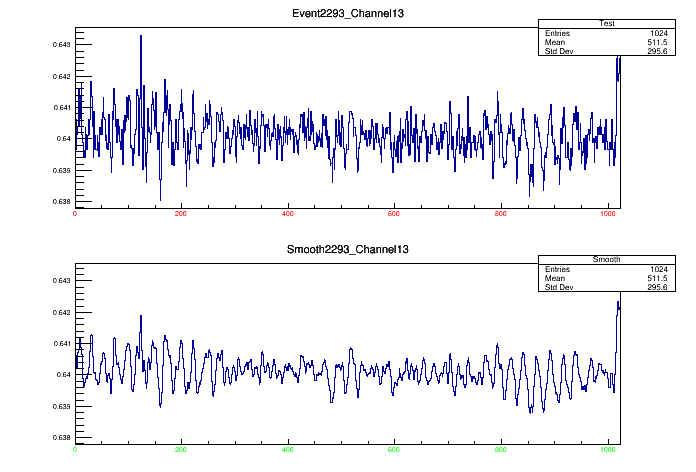 Event2293_Channel13
Test
Entries 1024
Mean 511.5
Std Dev 295.6
0.643
0.642
0.641
0.64
0.639
0.638
0 200 400 600 800 1000
Smooth2293_Channel13
Smooth
Entries 1024
Mean 511.5
Std Dev 295.6
0.643
0.642
0.641
0.64
0.639
0.638
0 200 400 600 800 1000